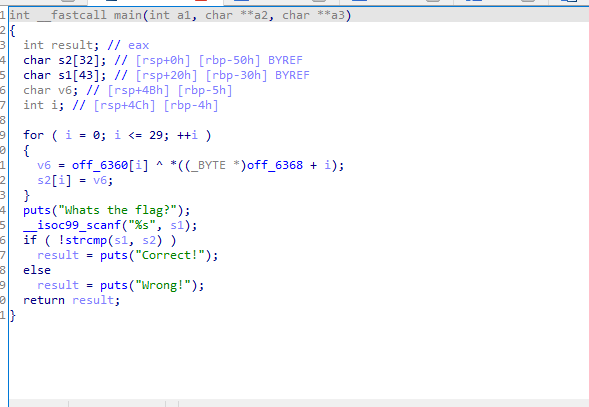 1 int __fastcall main(int a1, char **a2, char **a3)
2 {
3 int result; // eax
4 char s2[32]; // [rsp+0h] [rbp-50h] BYREF
5 char s1[43]; // [rsp+20h] [rbp-30h] BYREF
6 char v6; // [rsp+4Bh] [rbp-5h]
7 int i; // [rsp+4Ch] [rbp-4h]
8
9 for ( i = 0; i <= 29; ++i )
0 {
1 v6 = off_6360[i] ^ *((_BYTE *)off_6368 + i);
2 s2[i] = v6;
3 }
4 puts("Whats the flag?");
5 __isoc99_scanf("%s", s1);
6 if ( !strcmp(s1, s2) )
7 result = puts("Correct!");
8 else
9 result = puts("Wrong!");
0 return result;
1 }